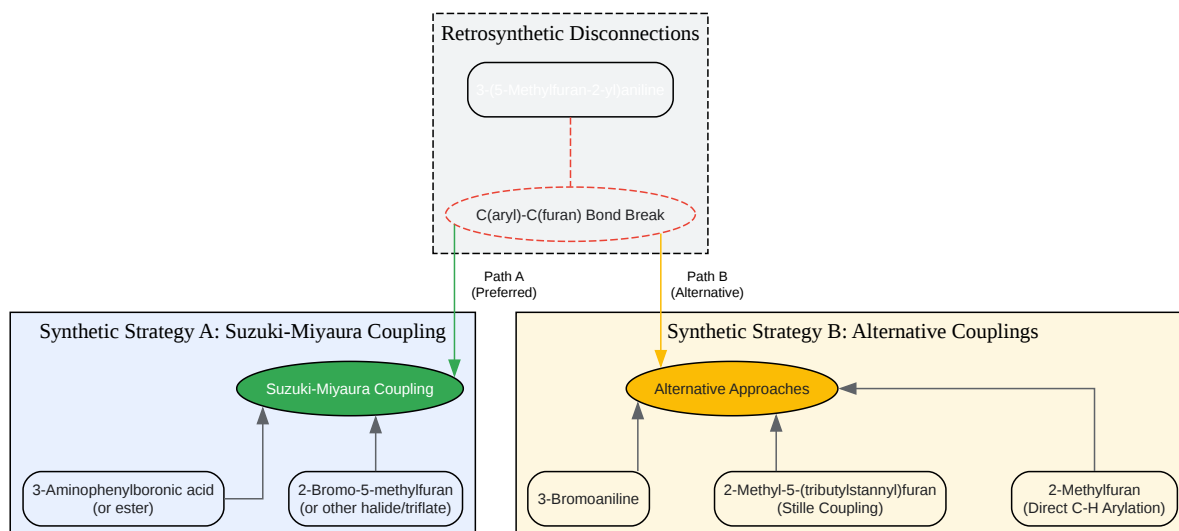 Retrosynthetic Disconnections
3-(5-Methylfuran-2-yl)aniline
C(aryl)-C(furan) Bond Break
Path A
(Preferred)
Path B
(Alternative)
Synthetic Strategy A: Suzuki-Miyaura Coupling
Suzuki-Miyaura Coupling
3-Aminophenylboronic acid
(or ester)
2-Bromo-5-methylfuran
(or other halide/triflate)
Synthetic Strategy B: Alternative Couplings
Alternative Approaches
3-Bromoaniline
2-Methyl-5-(tributylstannyl)furan
(Stille Coupling)
2-Methylfuran
(Direct C-H Arylation)